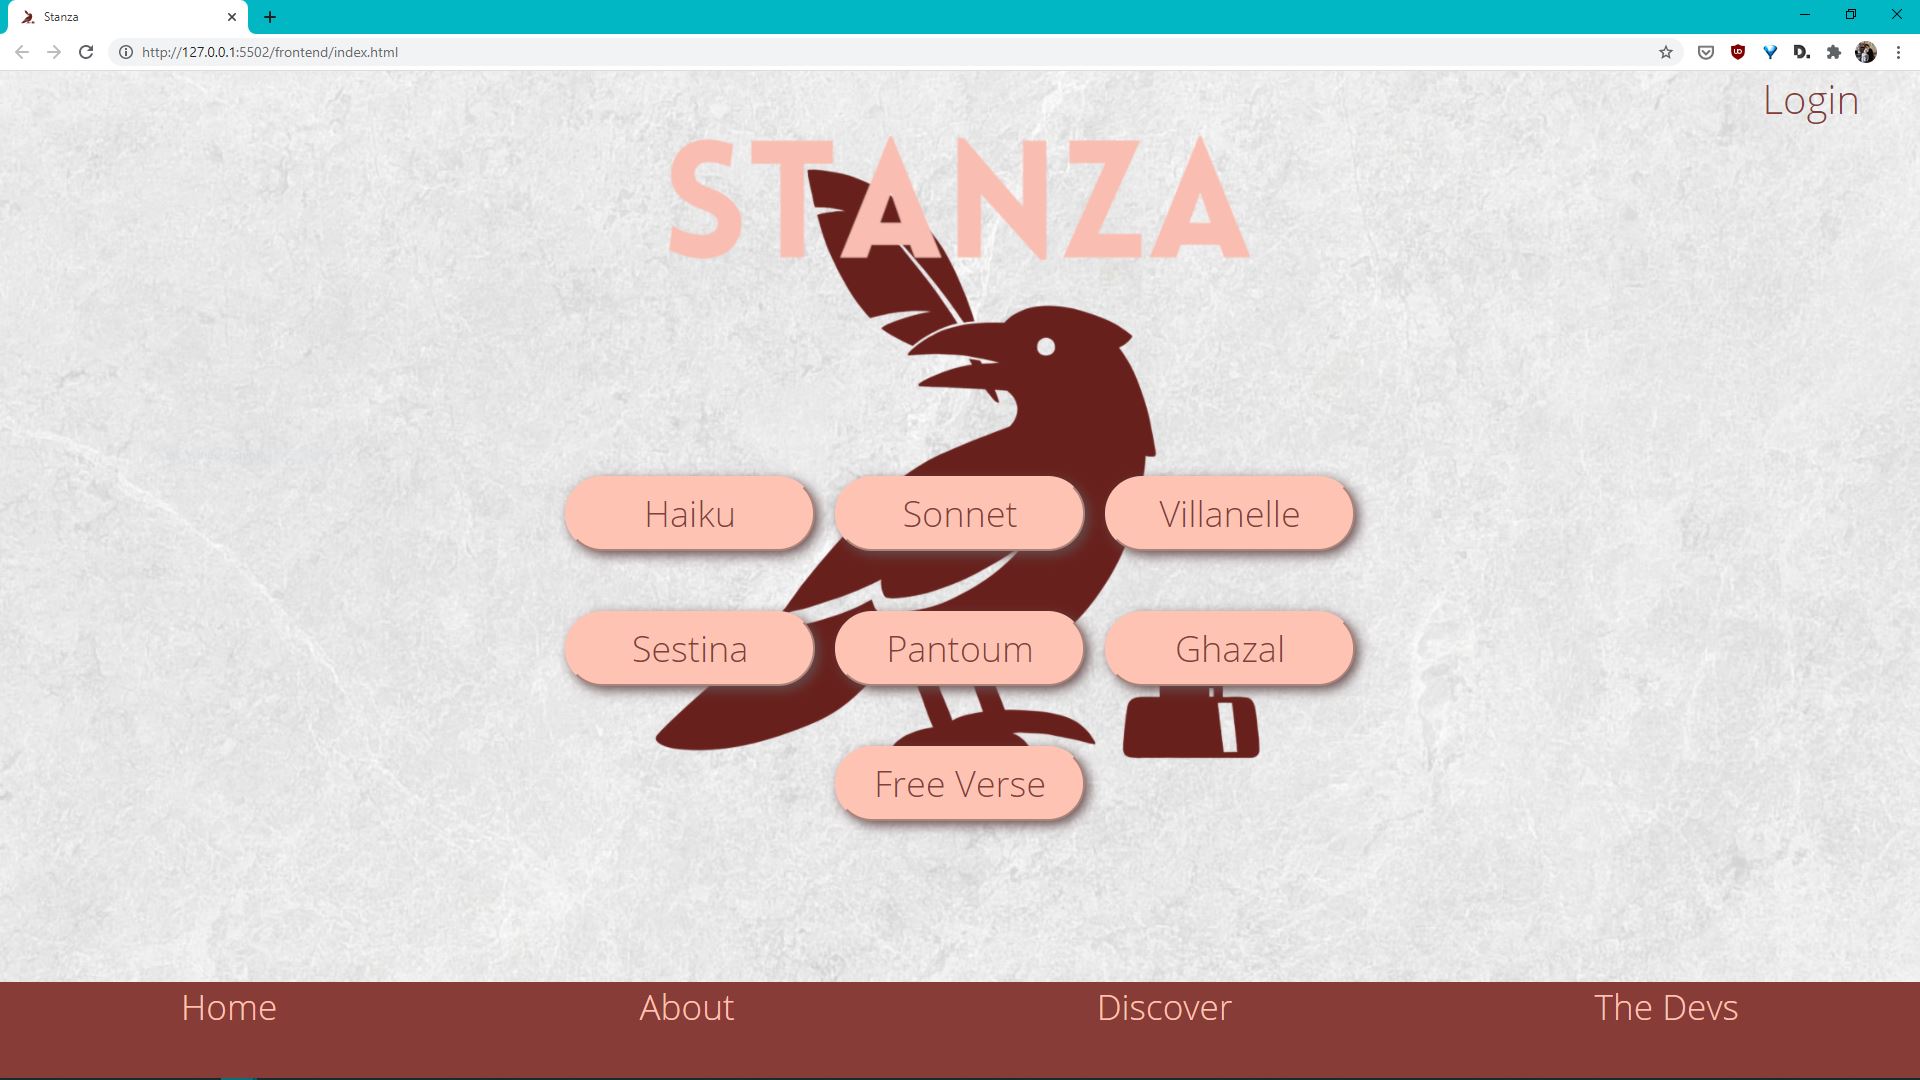 Stanza
http://127.0.0.1:5502/frontend/index.html
Login
STANZA
Haiku Sonnet Villanelle
Sestina Pantoum Ghazal
Free Verse
Home About Discover The Devs